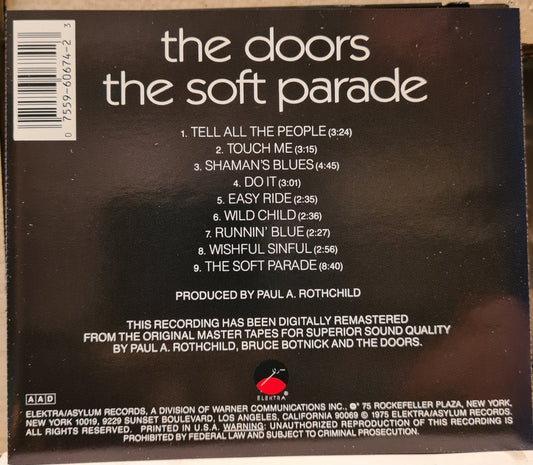 the doors
the soft parade
0 7559-60674-2 3
1. TELL ALL THE PEOPLE (3:24)
2. TOUCH ME (3:15)
3. SHAMAN'S BLUES (4:45)
4. DO IT (3:01)
5. EASY RIDE (2:35)
6. WILD CHILD (2:36)
7. RUNNIN' BLUE (2:27)
8. WISHFUL SINFUL (2:56)
9. THE SOFT PARADE (8:40)
PRODUCED BY PAUL A. ROTHCHILD
THIS RECORDING HAS BEEN DIGITALLY REMASTERED
FROM THE ORIGINAL MASTER TAPES FOR SUPERIOR SOUND QUALITY
BY PAUL A. ROTHCHILD, BRUCE BOTNICK AND THE DOORS.
ELEKTRA
AAD
ELEKTRA/ASYLUM RECORDS, A DIVISION OF WARNER COMMUNICATIONS INC., ®* 75 ROCKEFELLER PLAZA, NEW YORK,
NEW YORK 10019, 9229 SUNSET BOULEVARD, LOS ANGELES, CALIFORNIA 90069 ℗ 1975 ELEKTRA/ASYLUM RECORDS.
ALL RIGHTS RESERVED. PRINTED IN U.S.A. WARNING: UNAUTHORIZED REPRODUCTION OF THIS RECORDING IS
PROHIBITED BY FEDERAL LAW AND SUBJECT TO CRIMINAL PROSECUTION.